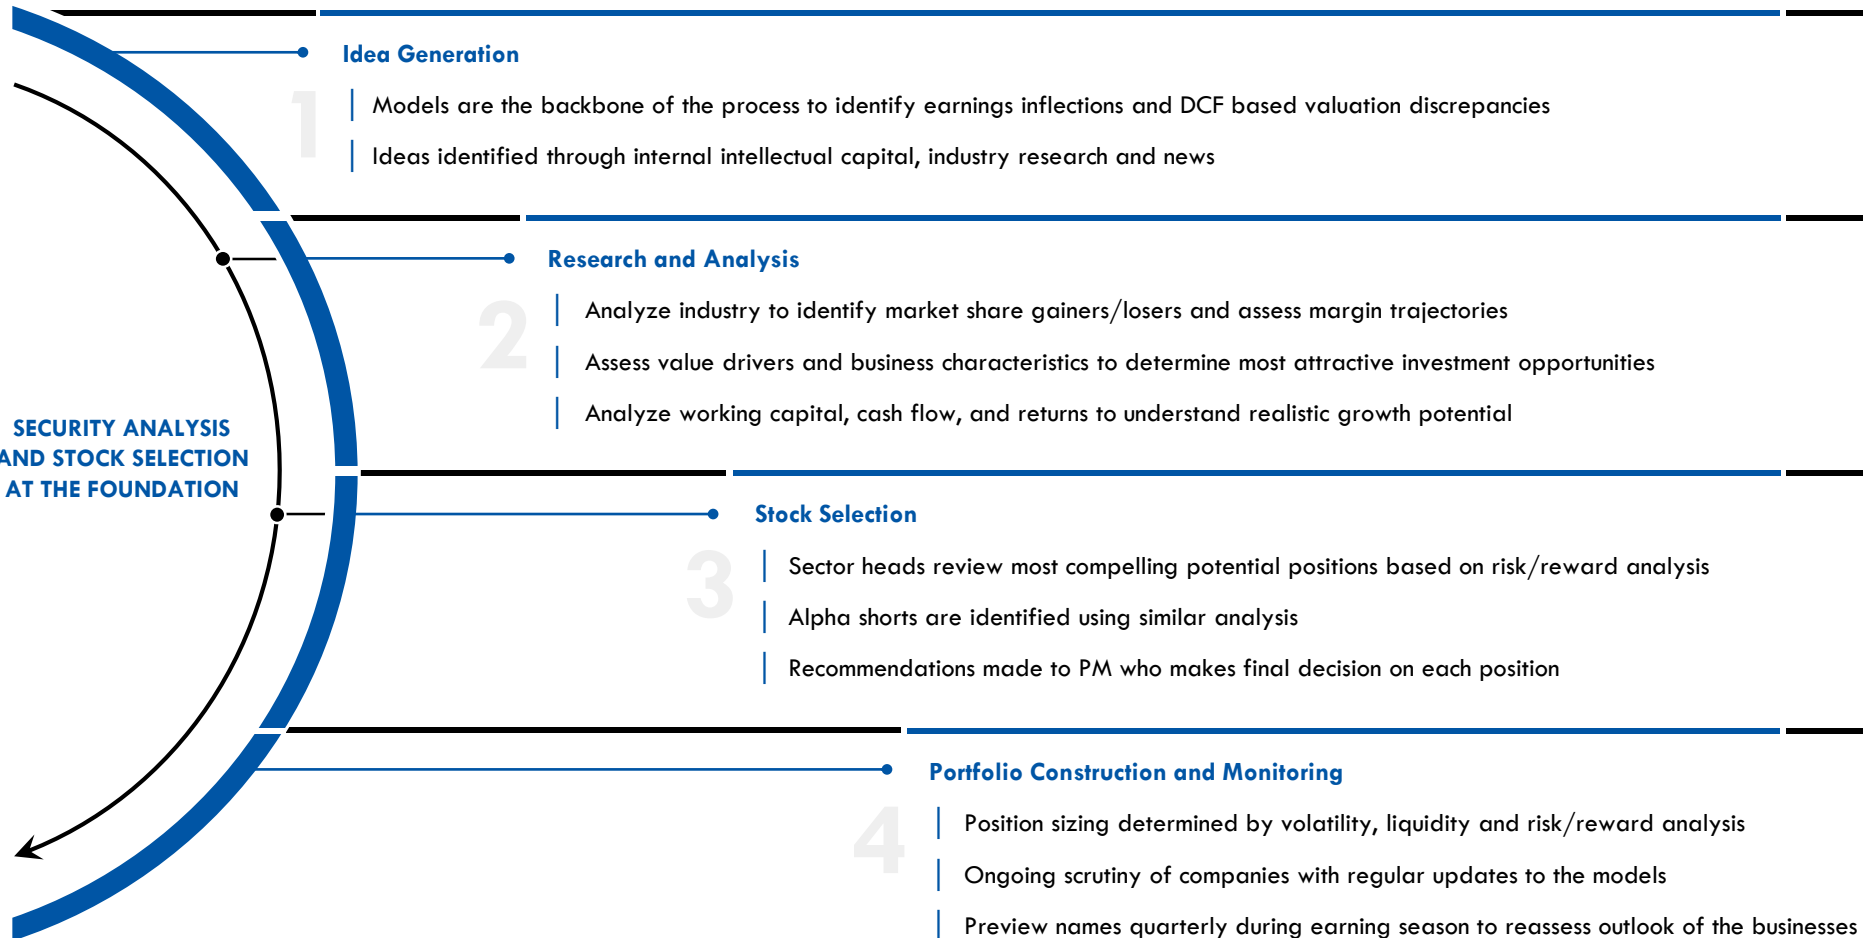 Idea Generation
1
Models are the backbone of the process to identify earnings inflections and DCF based valuation discrepancies
Ideas identified through internal intellectual capital, industry research and news
Research and Analysis
2
Analyze industry to identify market share gainers/losers and assess margin trajectories
Assess value drivers and business characteristics to determine most attractive investment opportunities
Analyze working capital, cash flow, and returns to understand realistic growth potential
SECURITY ANALYSIS
AND STOCK SELECTION
AT THE FOUNDATION
Stock Selection
3
Sector heads review most compelling potential positions based on risk/reward analysis
Alpha shorts are identified using similar analysis
Recommendations made to PM who makes final decision on each position
Portfolio Construction and Monitoring
4
Position sizing determined by volatility, liquidity and risk/reward analysis
Ongoing scrutiny of companies with regular updates to the models
Preview names quarterly during earning season to reassess outlook of the businesses